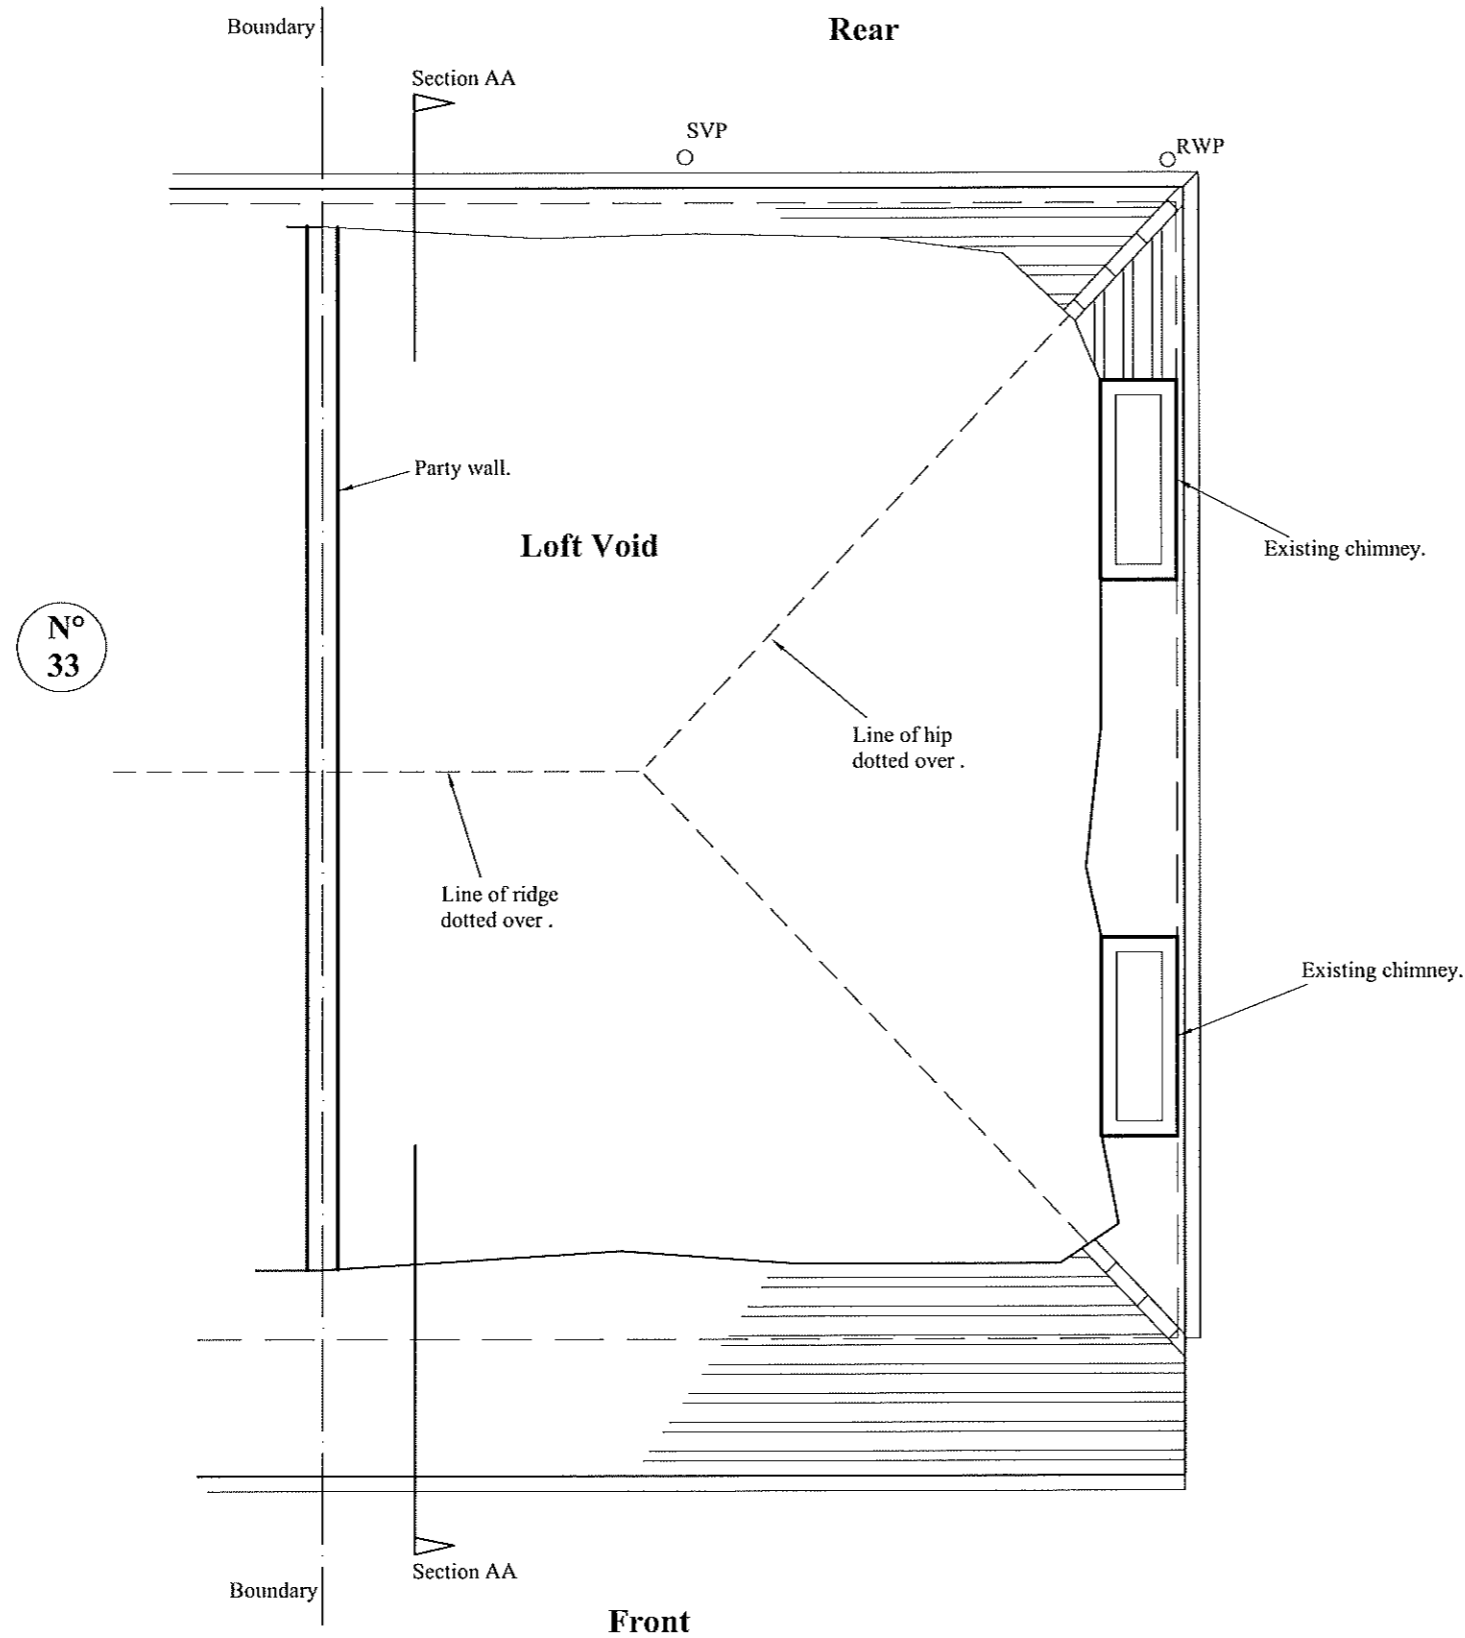 Boundary
Rear
Section AA
SVP
RWP
Party wall.
Loft Void
Existing chimney.
N°
33
Line of hip
dotted over .
Line of ridge
dotted over .
Existing chimney.
Section AA
Boundary
Front